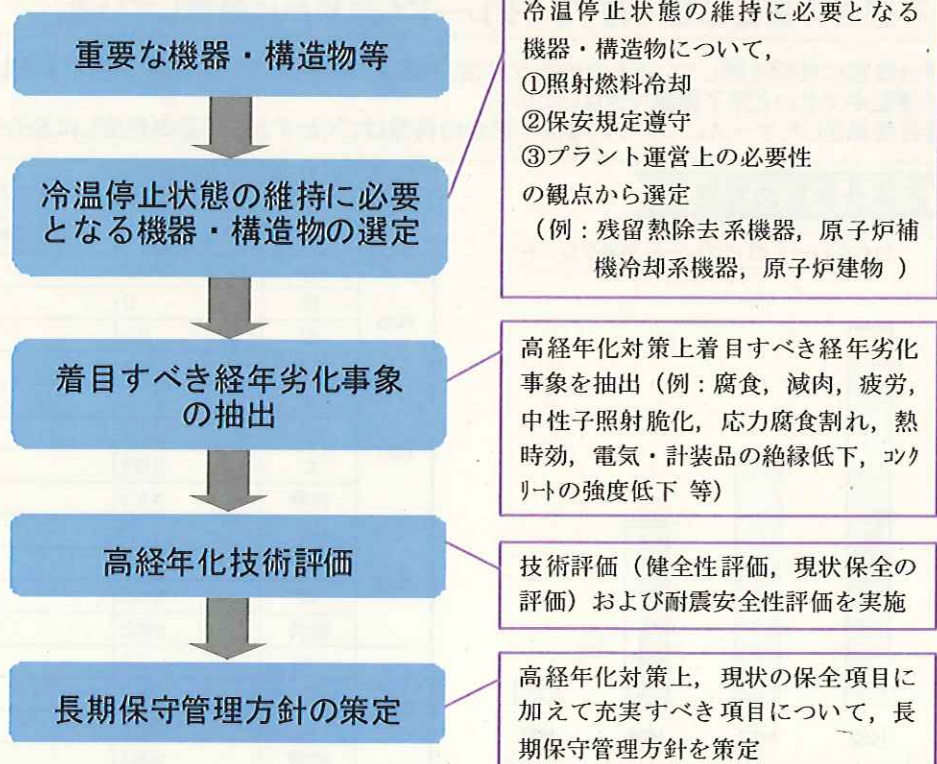 重要な機器・構造物等
冷温停止状態の維持に必要となる
機器・構造物について，
①照射燃料冷却
②保安規定遵守
③プラント運営上の必要性
の観点から選定
（例：残留熱除去系機器，原子炉補
機冷却系機器，原子炉建物 ）
冷温停止状態の維持に必要
となる機器・構造物の選定
着目すべき経年劣化事象
の抽出
高経年化対策上着目すべき経年劣化
事象を抽出（例：腐食，減肉，疲労，
中性子照射脆化，応力腐食割れ，熱
時効，電気・計装品の絶縁低下，ｺﾝｸ
ﾘｰﾄの強度低下 等）
高経年化技術評価
技術評価（健全性評価，現状保全の
評価）および耐震安全性評価を実施
長期保守管理方針の策定
高経年化対策上，現状の保全項目に
加えて充実すべき項目について，長
期保守管理方針を策定